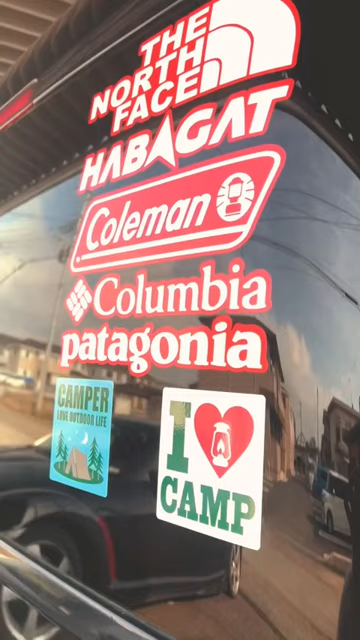 THE
NORTH
FACE
HABAGAT
Coleman
Columbia
patagonia
CAMPER
LOVE OUTDOOR LIFE
I
CAMP